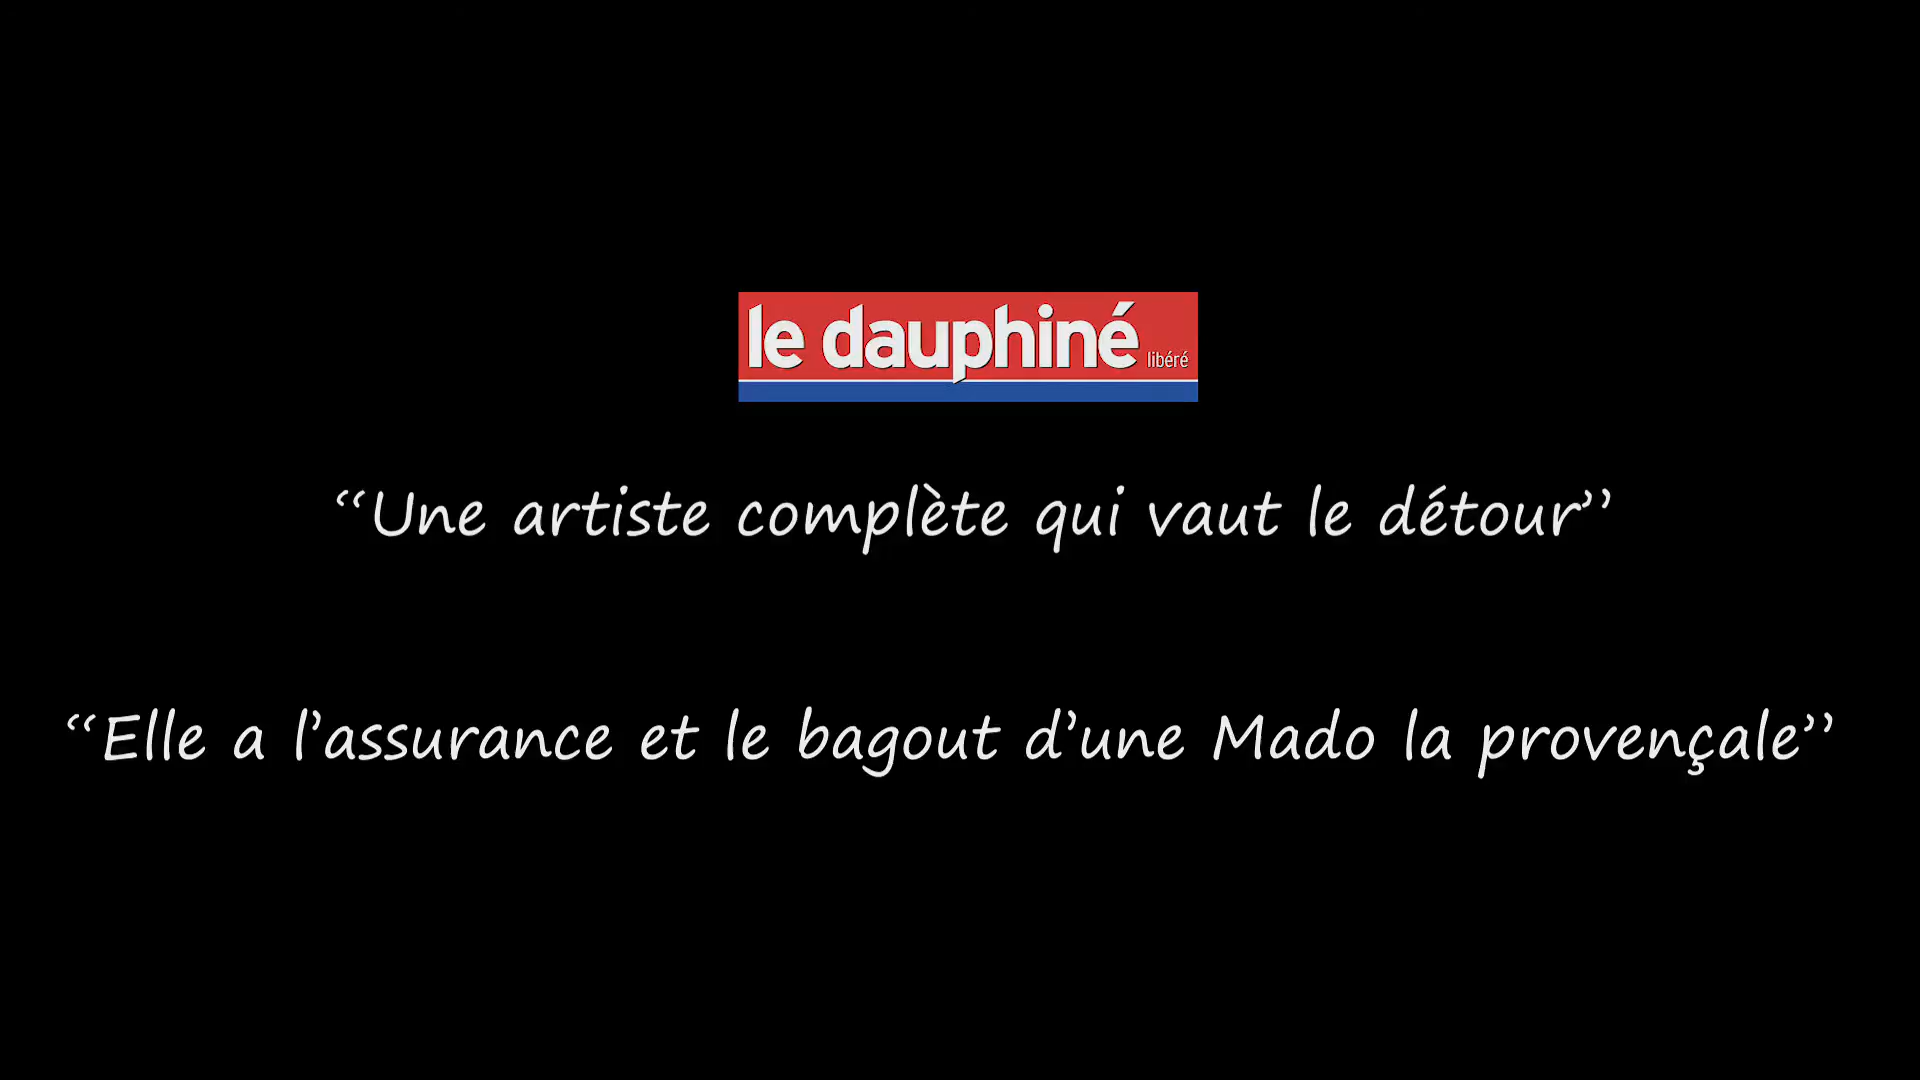 le dauphiné libéré
“Une artiste complète qui vaut le détour”
“Elle a l’assurance et le bagout d’une Mado la provençale”